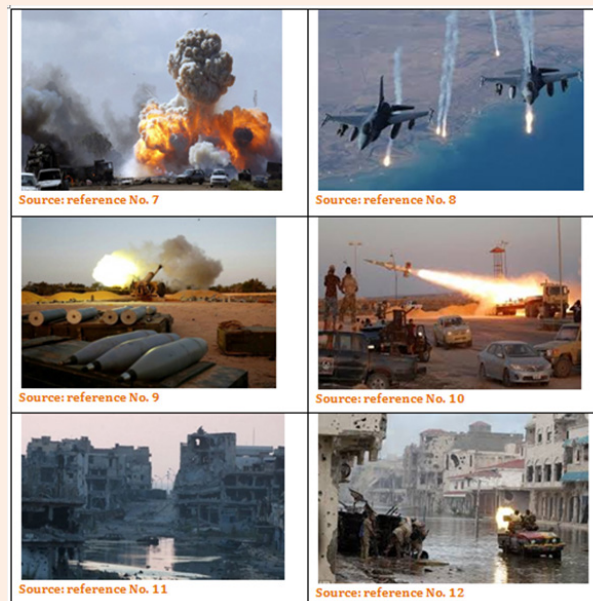 Source: reference No. 7
Source: reference No. 8
Source: reference No. 9
Source: reference No. 10
Source: reference No. 11
Source: reference No. 12